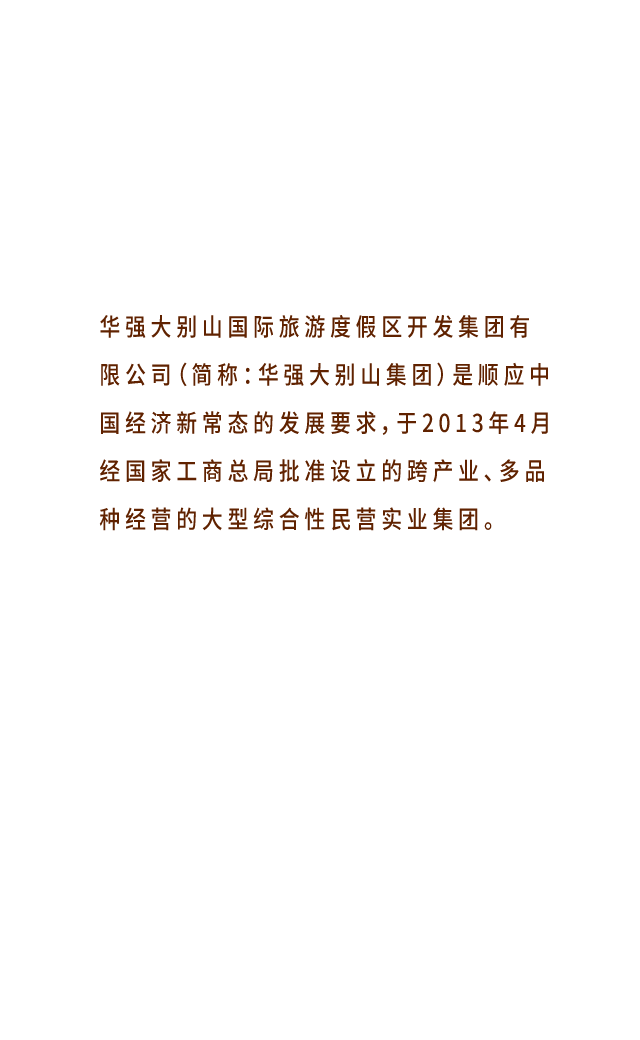 华强大别山国际旅游度假区开发集团有
限公司(简称:华强大别山集团)是顺应中
国经济新常态的发展要求,于2013年4月
经国家工商总局批准设立的跨产业、多品
种经营的大型综合性民营实业集团。